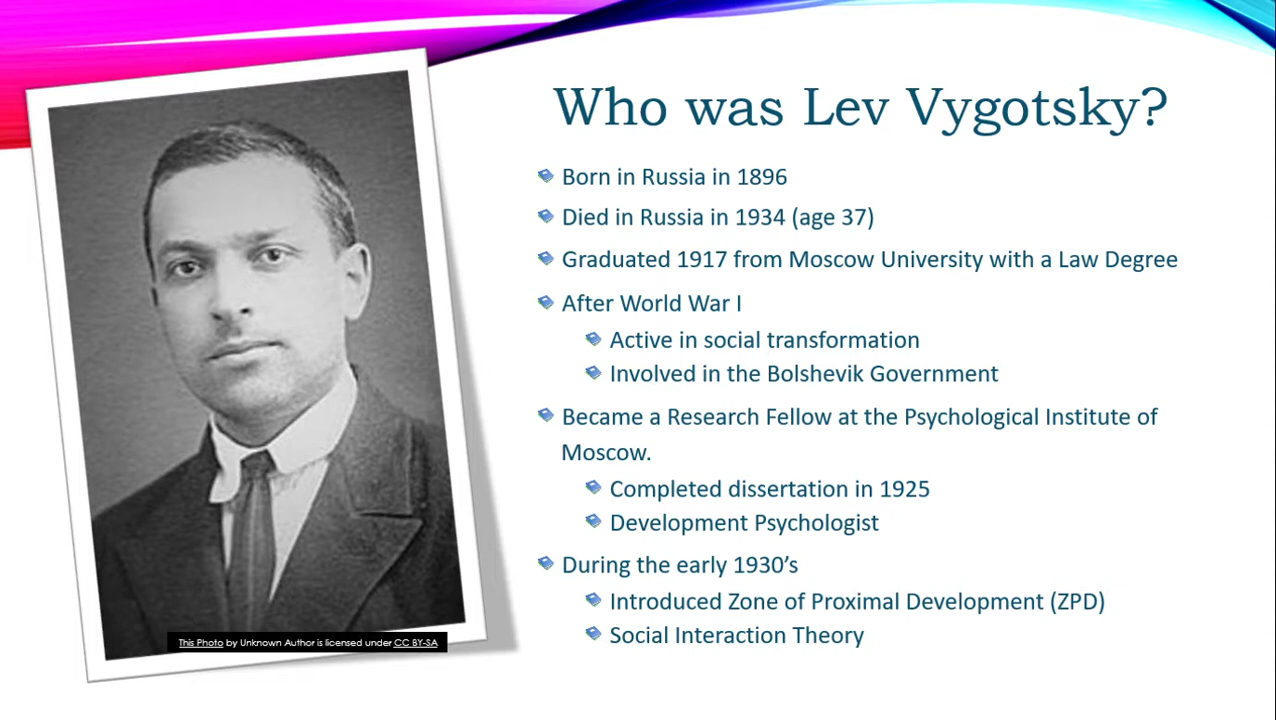 Who was Lev Vygotsky?
Born in Russia in 1896
Died in Russia in 1934 (age 37)
Graduated 1917 from Moscow University with a Law Degree
After World War I
Active in social transformation
Involved in the Bolshevik Government
Became a Research Fellow at the Psychological Institute of
Moscow.
Completed dissertation in 1925
Development Psychologist
During the early 1930’s
Introduced Zone of Proximal Development (ZPD)
Social Interaction Theory
This Photo by Unknown Author is licensed under CC BY-SA